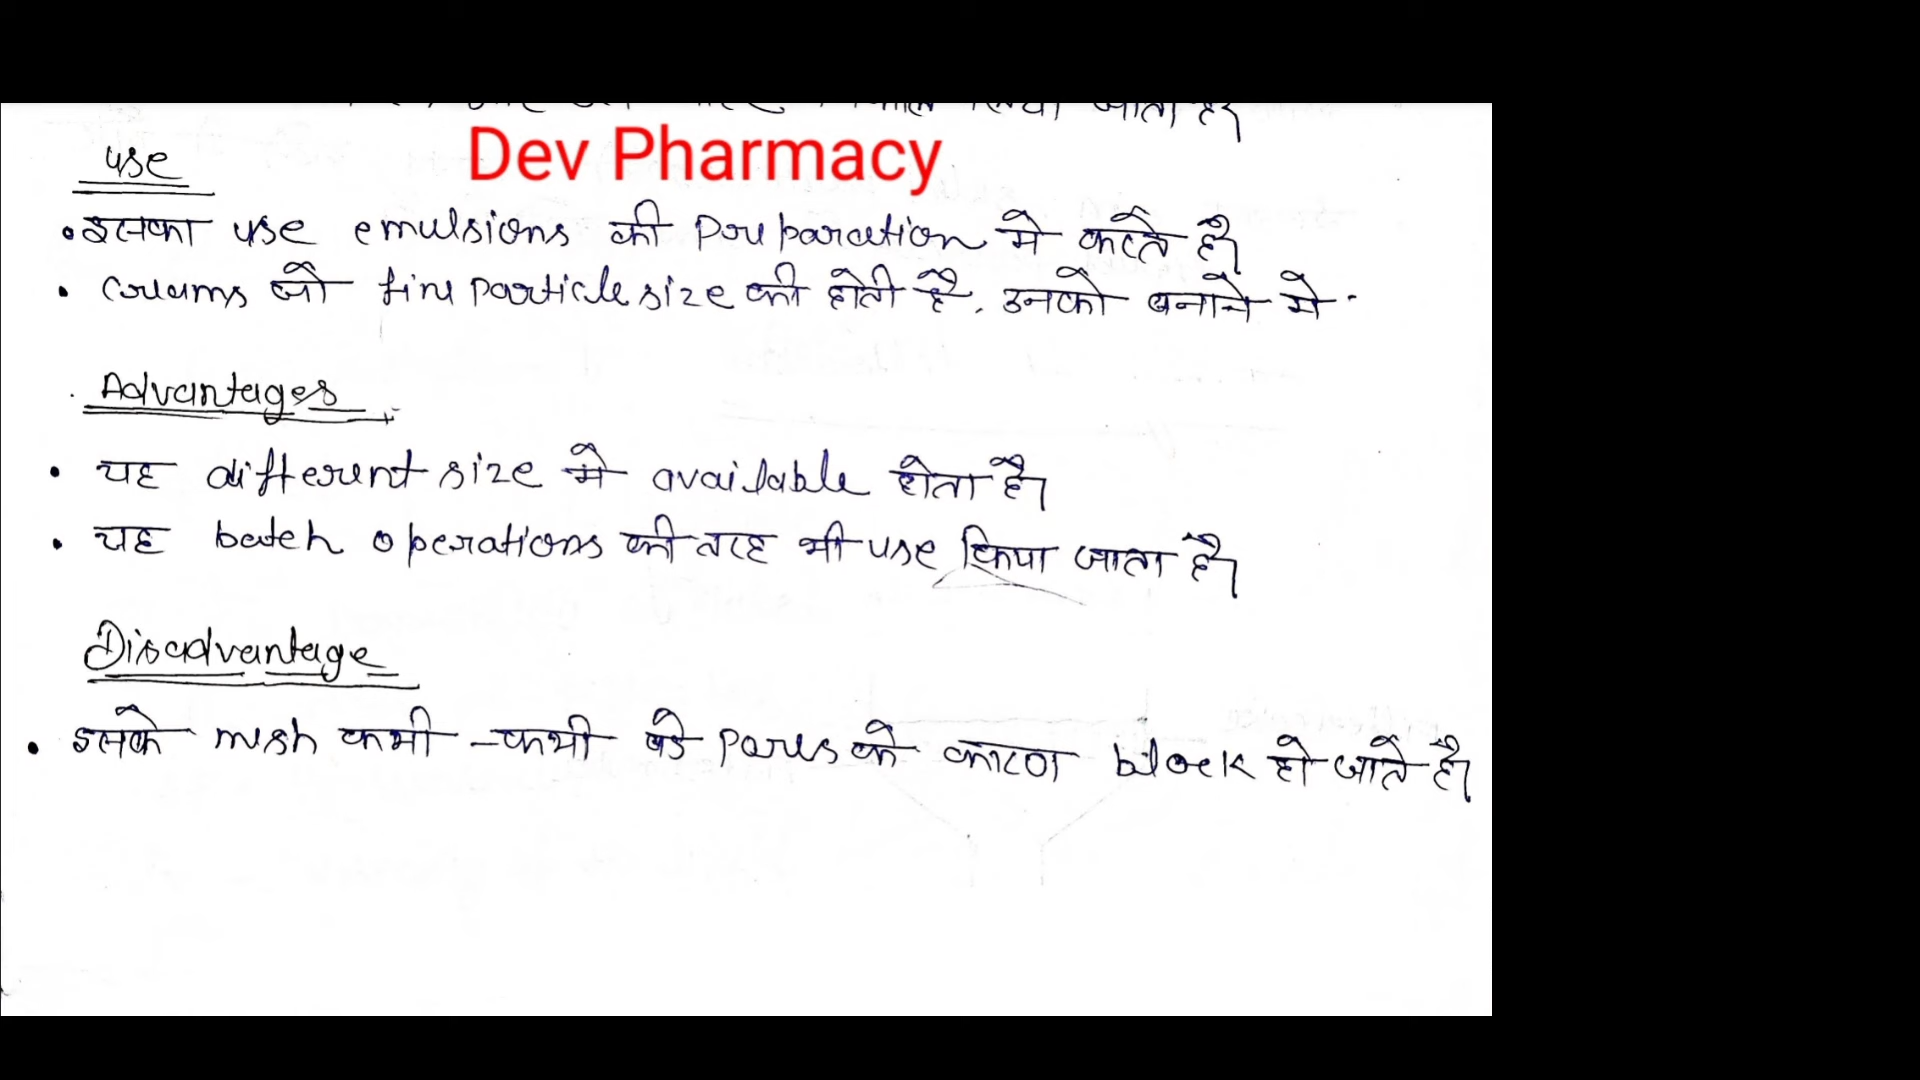 लिया जाता है।
Dev Pharmacy
use
• इसका use emulsions की preparation मे करते है।
• creams जो fine particle size की होती है. उनको बनाने मे.
Advantages
• यह different size मे available होता है।
• यह batch operations की तरह भी use किया जाता है।
Disadvantage
• इसके mesh कभी-कभी बडे pores के कारण block हो जाते है।